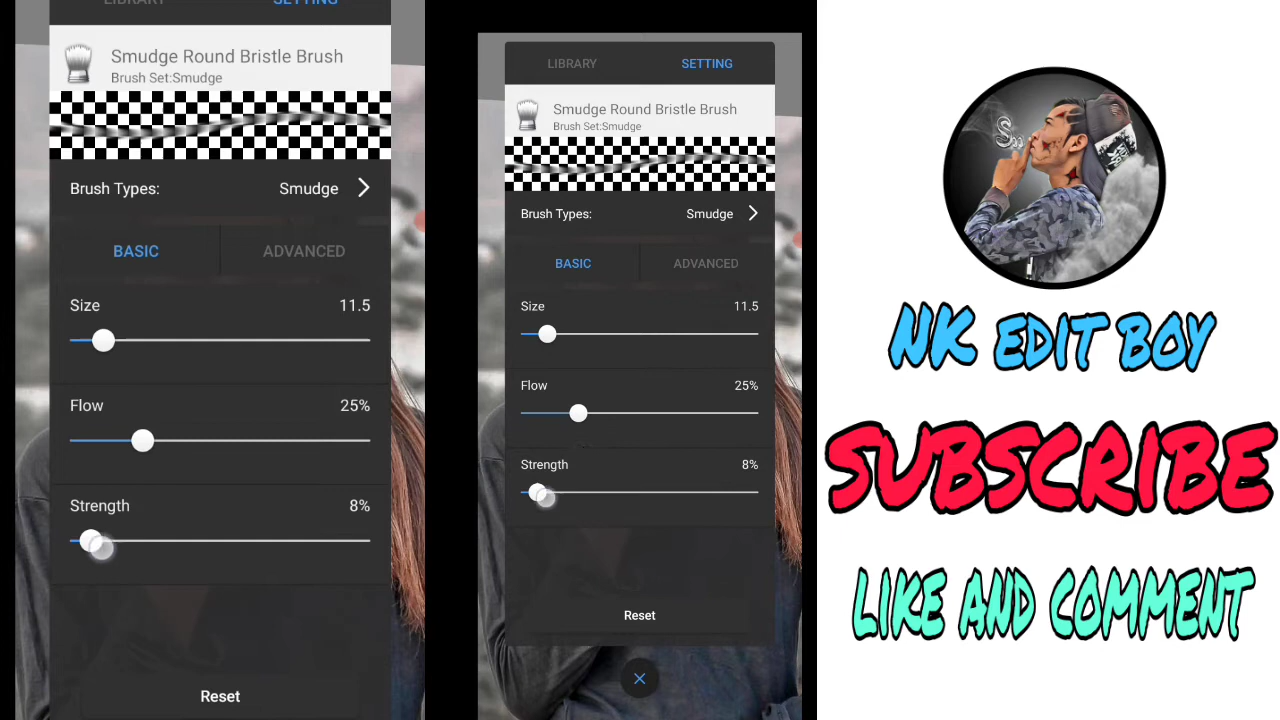 LIBRARY
SETTING
Smudge Round Bristle Brush
Brush Set:Smudge
Brush Types:
Smudge
BASIC
ADVANCED
Size
11.5
Flow
25%
Strength
8%
Reset
LIBRARY
SETTING
Smudge Round Bristle Brush
Brush Set:Smudge
Brush Types:
Smudge
BASIC
ADVANCED
Size
11.5
Flow
25%
Strength
8%
Reset
NK EDIT BOY
SUBSCRIBE
LIKE AND COMMENT